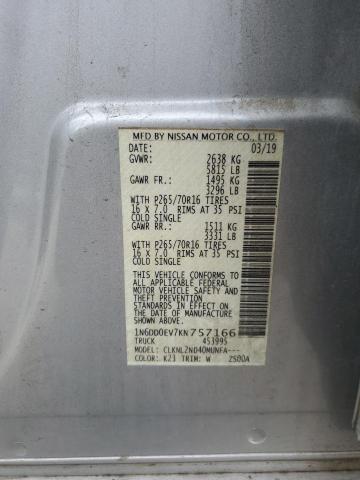 MFD BY NISSAN MOTOR CO., LTD.
DATE: 03/19
GVWR: 2638 KG
5815 LB
GAWR FR.: 1495 KG
3296 LB
WITH P265/70R16 TIRES
16 X 7.0 RIMS AT 35 PSI
COLD SINGLE
GAWR RR.: 1511 KG
3331 LB
WITH P265/70R16 TIRES
16 X 7.0 RIMS AT 35 PSI
COLD SINGLE
THIS VEHICLE CONFORMS TO
ALL APPLICABLE FEDERAL
MOTOR VEHICLE SAFETY
STANDARDS IN EFFECT ON
THE DATE OF MANUFACTURE
SHOWN ABOVE.
1N6DD0EV7KN757166
TRUCK 453995
MODEL: CLKNLZND40MUNFA---
COLOR: K23 TRIM: W 2500A